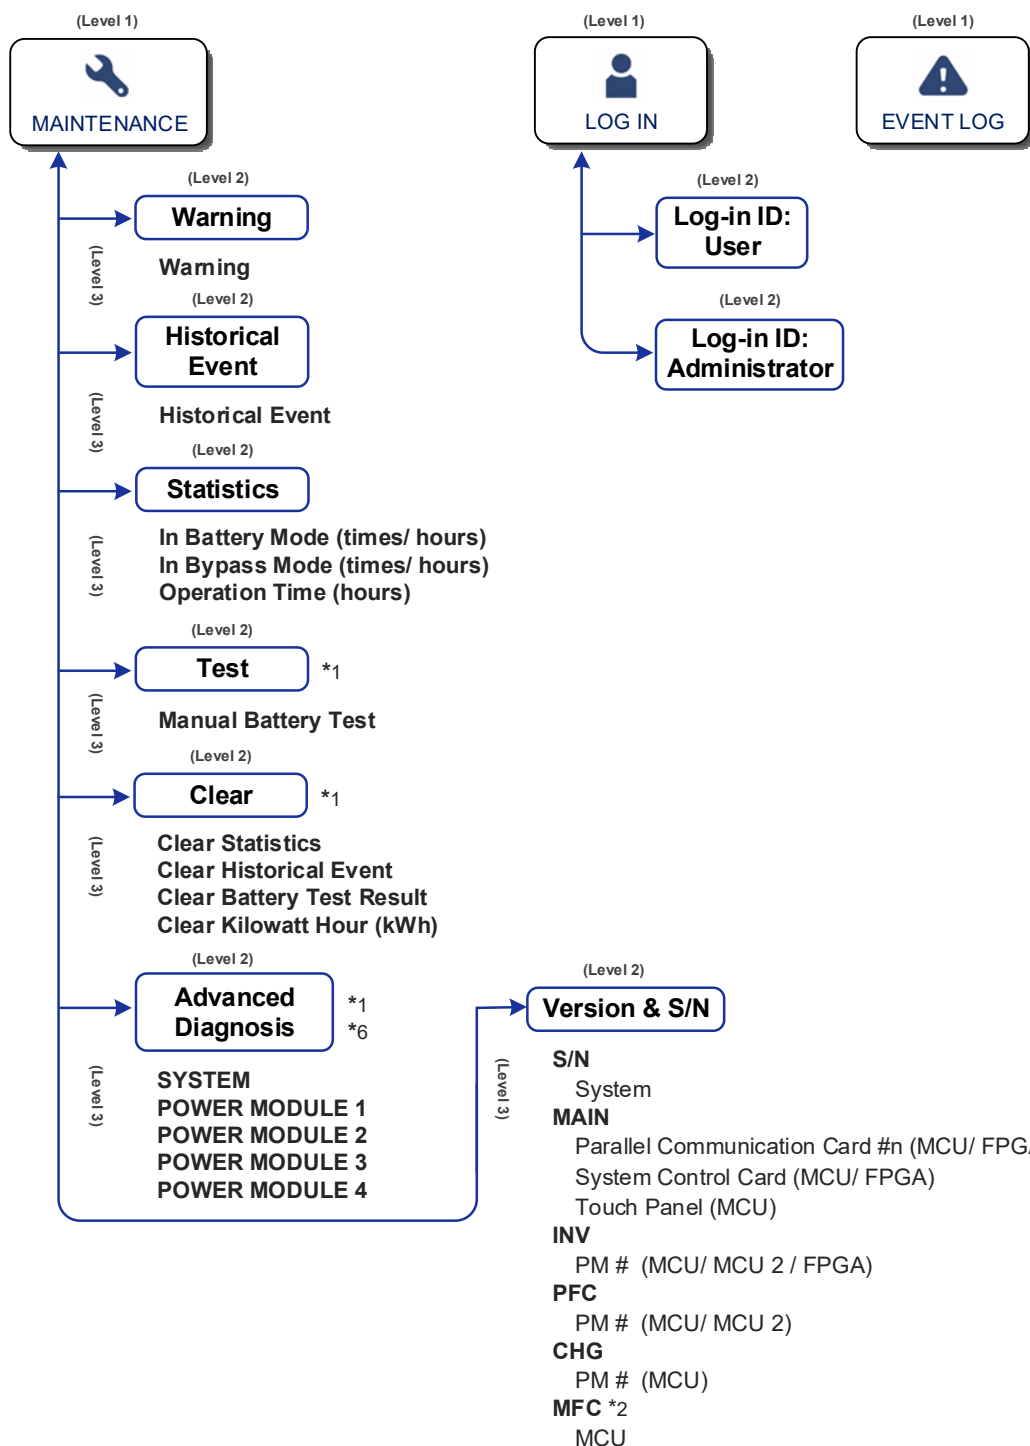 (Level 1)
MAINTENANCE
(Level 2)
Warning
(Level 3)
Warning
(Level 2)
Historical
Event
(Level 3)
Historical Event
(Level 2)
Statistics
(Level 3)
In Battery Mode (times/ hours)
In Bypass Mode (times/ hours)
Operation Time (hours)
(Level 2)
Test *1
(Level 3)
Manual Battery Test
(Level 2)
Clear *1
(Level 3)
Clear Statistics
Clear Historical Event
Clear Battery Test Result
Clear Kilowatt Hour (kWh)
(Level 2)
Advanced
Diagnosis
*1
*6
(Level 3)
SYSTEM
POWER MODULE 1
POWER MODULE 2
POWER MODULE 3
POWER MODULE 4
(Level 2)
Version & S/N
(Level 3)
S/N
System
MAIN
Parallel Communication Card #n (MCU/ FPGA
System Control Card (MCU/ FPGA)
Touch Panel (MCU)
INV
PM # (MCU/ MCU 2 / FPGA)
PFC
PM # (MCU/ MCU 2)
CHG
PM # (MCU)
MFC *2
MCU
(Level 1)
LOG IN
(Level 2)
Log-in ID:
User
(Level 2)
Log-in ID:
Administrator
(Level 1)
EVENT LOG